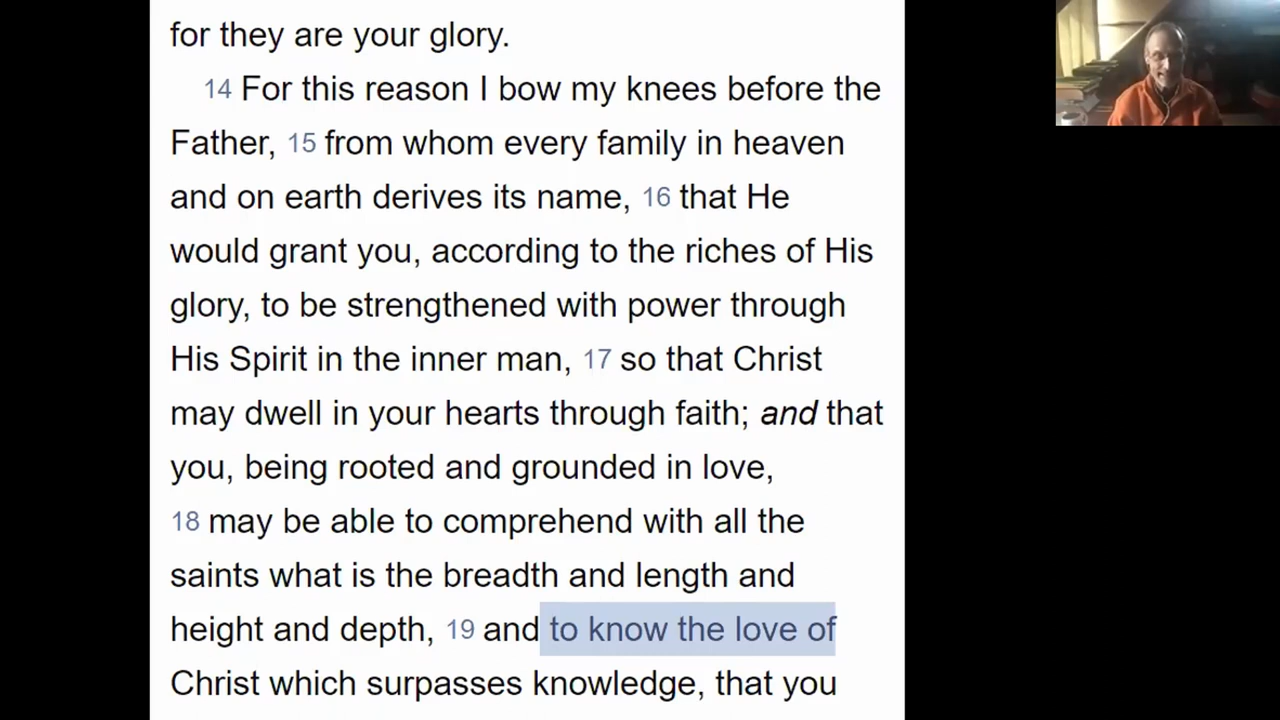 for they are your glory.
14 For this reason I bow my knees before the
Father, 15 from whom every family in heaven
and on earth derives its name, 16 that He
would grant you, according to the riches of His
glory, to be strengthened with power through
His Spirit in the inner man, 17 so that Christ
may dwell in your hearts through faith; and that
you, being rooted and grounded in love,
18 may be able to comprehend with all the
saints what is the breadth and length and
height and depth, 19 and to know the love of
Christ which surpasses knowledge, that you